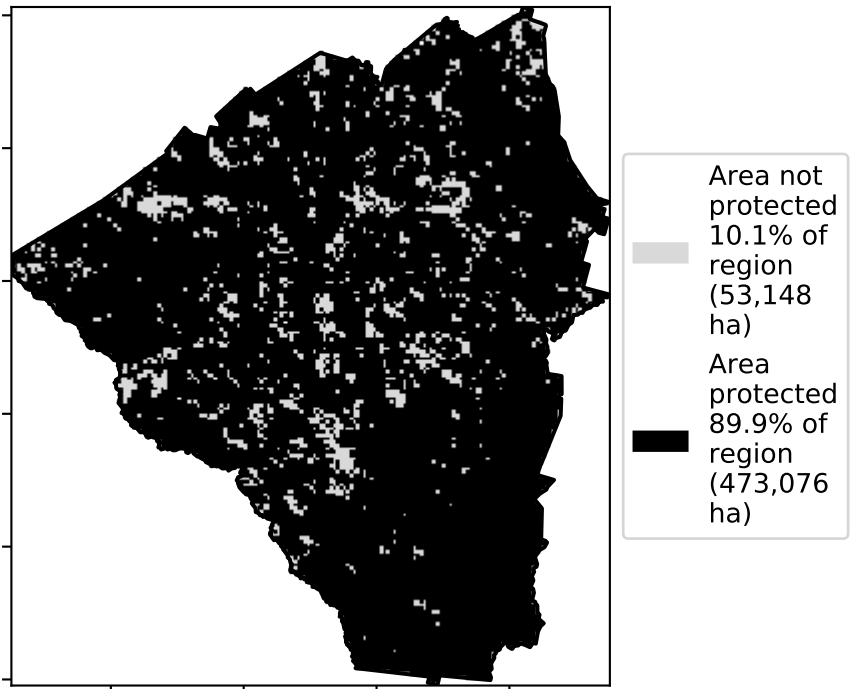 Area not
protected
10.1% of
region
(53,148
ha)
Area
protected
89.9% of
region
(473,076
ha)